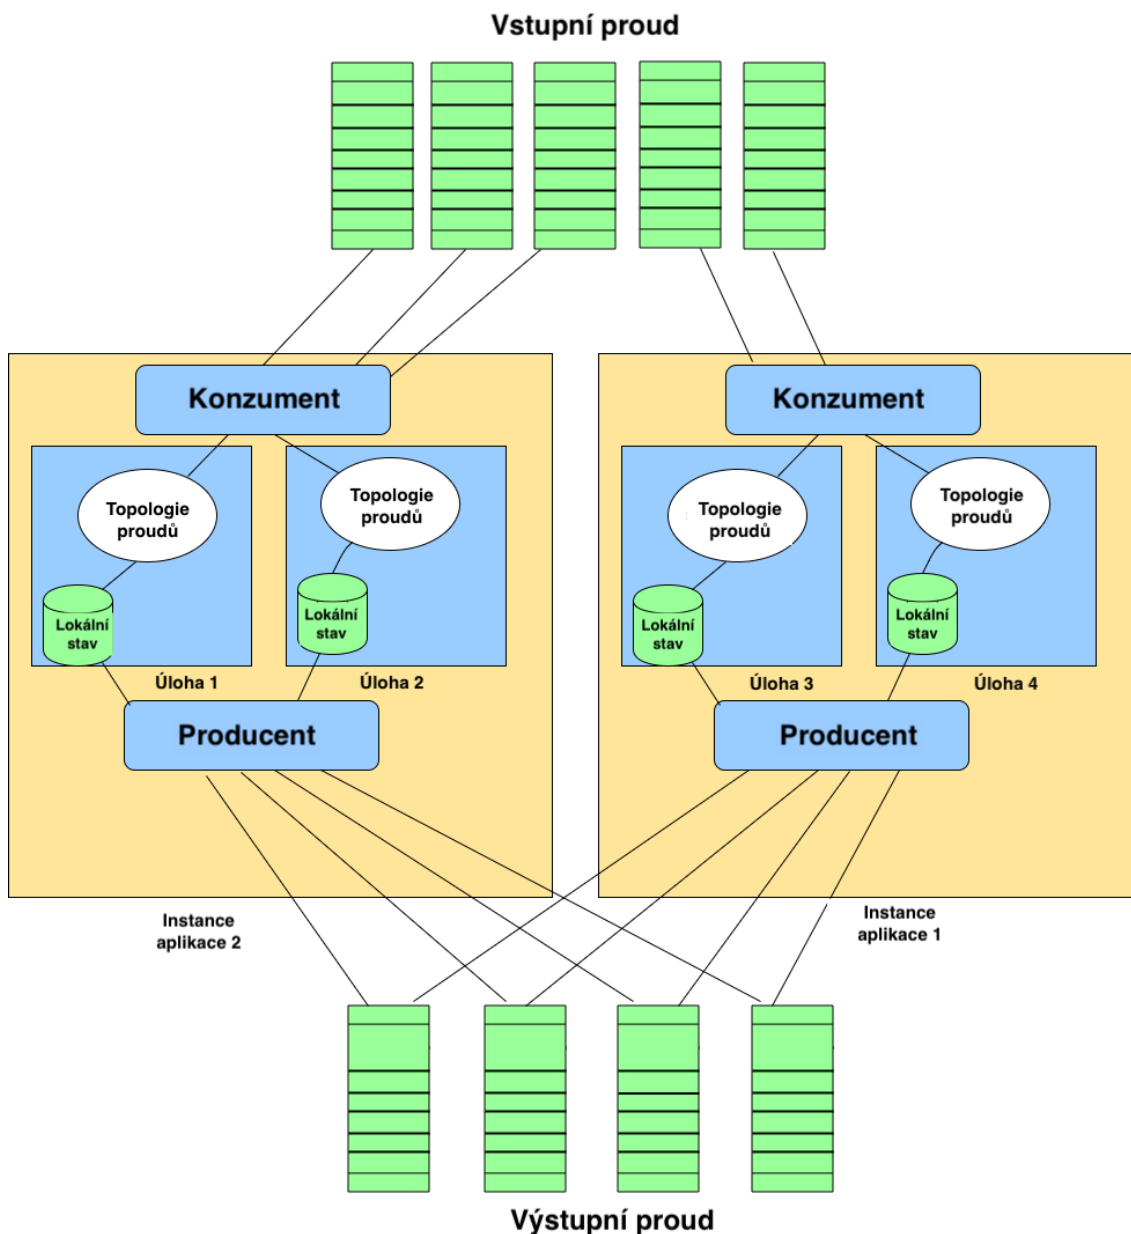 Vstupní proud
Konzument
Konzument
Topologie
proudů
Topologie
proudů
Topologie
proudů
Topologie
proudů
Lokální
stav
Lokální
stav
Lokální
stav
Lokální
stav
Úloha 1
Úloha 2
Úloha 3
Úloha 4
Producent
Producent
Instance
aplikace 2
Instance
aplikace 1
Výstupní proud